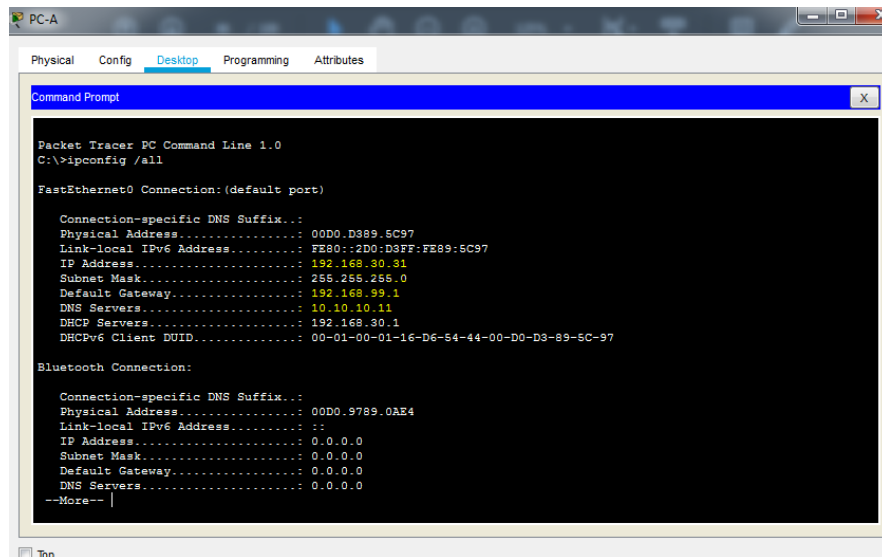 PC-A
Physical Config Desktop Programming Attributes
Command Prompt
X
Packet Tracer PC Command Line 1.0
C:\>ipconfig /all
FastEthernet0 Connection:(default port)
Connection-specific DNS Suffix..:
Physical Address................: 00D0.D389.5C97
Link-local IPv6 Address.........: FE80::2D0:D3FF:FE89:5C97
IP Address......................: 192.168.30.31
Subnet Mask.....................: 255.255.255.0
Default Gateway.................: 192.168.99.1
DNS Servers.....................: 10.10.10.11
DHCP Servers....................: 192.168.30.1
DHCPv6 Client DUID..............: 00-01-00-01-16-D6-54-44-00-D0-D3-89-5C-97
Bluetooth Connection:
Connection-specific DNS Suffix..:
Physical Address................: 00D0.9789.0AE4
Link-local IPv6 Address.........: ::
IP Address......................: 0.0.0.0
Subnet Mask.....................: 0.0.0.0
Default Gateway.................: 0.0.0.0
DNS Servers.....................: 0.0.0.0
--More--
Top